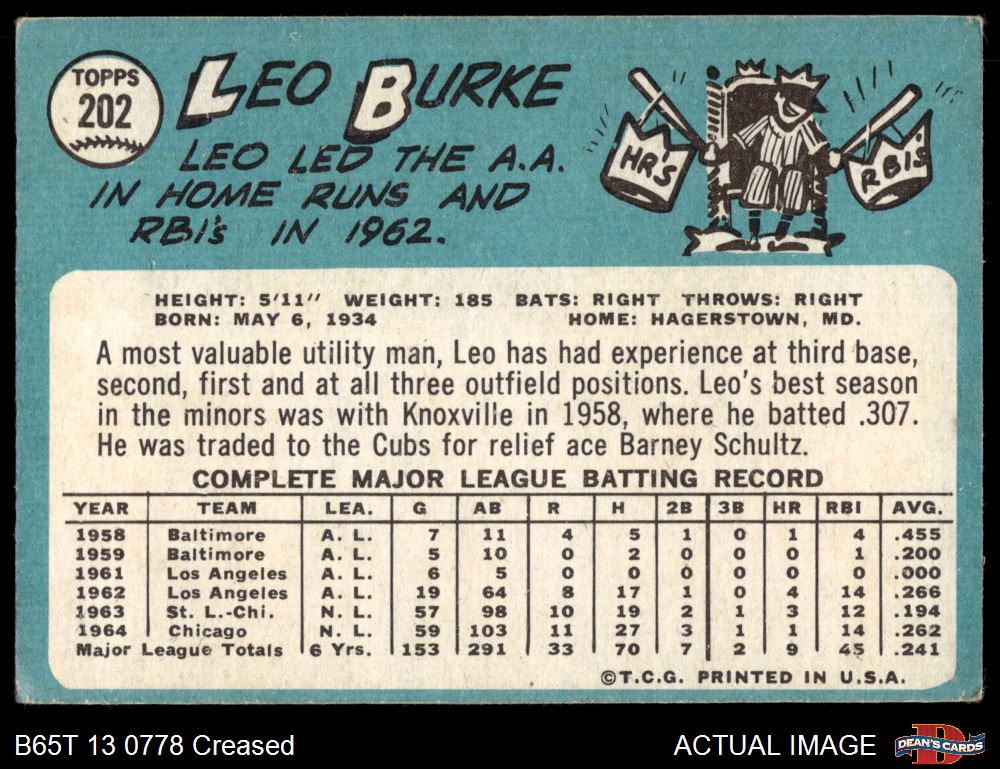 TOPPS
202
LEO BURKE
LEO LED THE A.A.
IN HOME RUNS AND
RBI's IN 1962.
HR'S
RBI'S
HEIGHT: 5'11" WEIGHT: 185 BATS: RIGHT THROWS: RIGHT
BORN: MAY 6, 1934 HOME: HAGERSTOWN, MD.
A most valuable utility man, Leo has had experience at third base,
second, first and at all three outfield positions. Leo's best season
in the minors was with Knoxville in 1958, where he batted .307.
He was traded to the Cubs for relief ace Barney Schultz.
COMPLETE MAJOR LEAGUE BATTING RECORD
YEAR TEAM LEA. G AB R H 2B 3B HR RBI AVG.
1958 Baltimore A. L. 7 11 4 5 1 0 1 4 .455
1959 Baltimore A. L. 5 10 0 2 0 0 0 1 .200
1961 Los Angeles A. L. 6 5 0 0 0 0 0 0 .000
1962 Los Angeles A. L. 19 64 8 17 1 0 4 14 .266
1963 St. L.-Chi. N. L. 57 98 10 19 2 1 3 12 .194
1964 Chicago N. L. 59 103 11 27 3 1 1 14 .262
Major League Totals 6 Yrs. 153 291 33 70 7 2 9 45 .241
©T.C.G. PRINTED IN U.S.A.
B65T 13 0778 Creased
ACTUAL IMAGE
DEAN'S CARDS